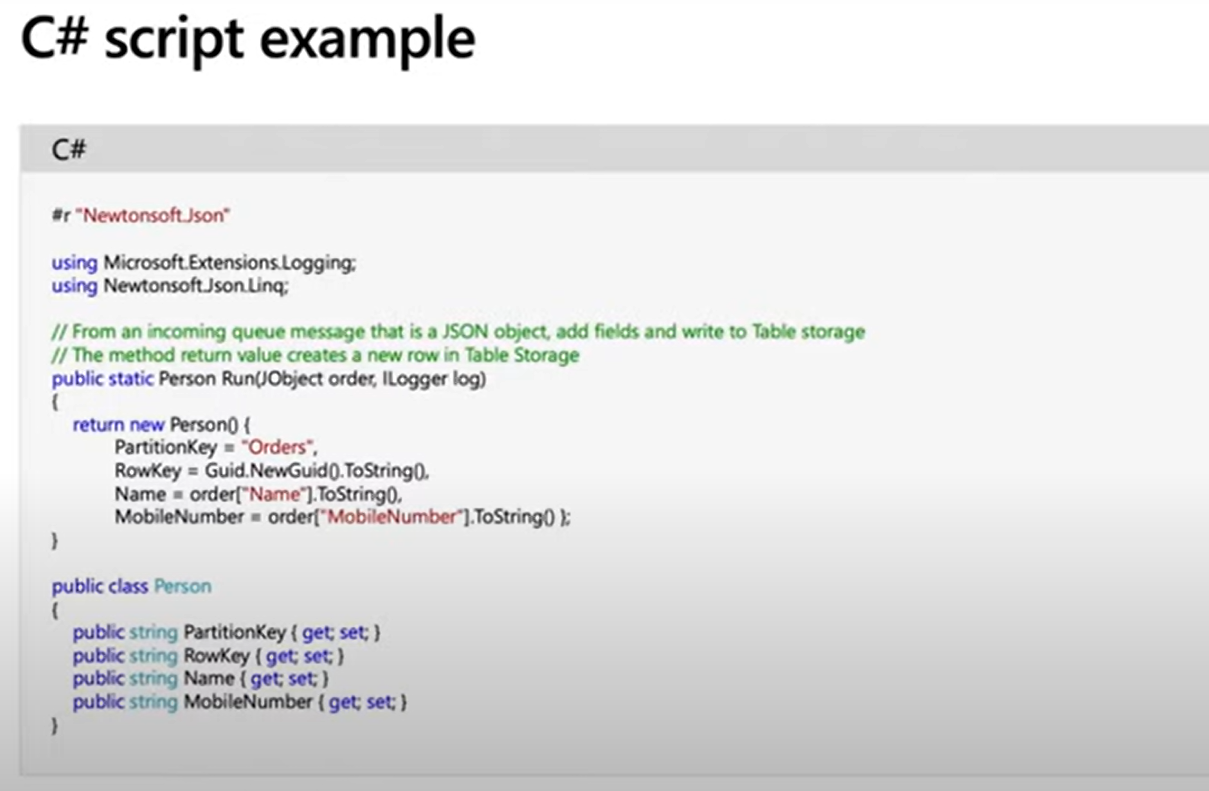 C# script example
C#
#r "Newtonsoft.Json"
using Microsoft.Extensions.Logging;
using Newtonsoft.Json.Linq;
// From an incoming queue message that is a JSON object, add fields and write to Table storage
// The method return value creates a new row in Table Storage
public static Person Run(JObject order, ILogger log)
{
return new Person() {
PartitionKey = "Orders",
RowKey = Guid.NewGuid().ToString(),
Name = order["Name"].ToString(),
MobileNumber = order["MobileNumber"].ToString() };
}
public class Person
{
public string PartitionKey { get; set; }
public string RowKey { get; set; }
public string Name { get; set; }
public string MobileNumber { get; set; }
}